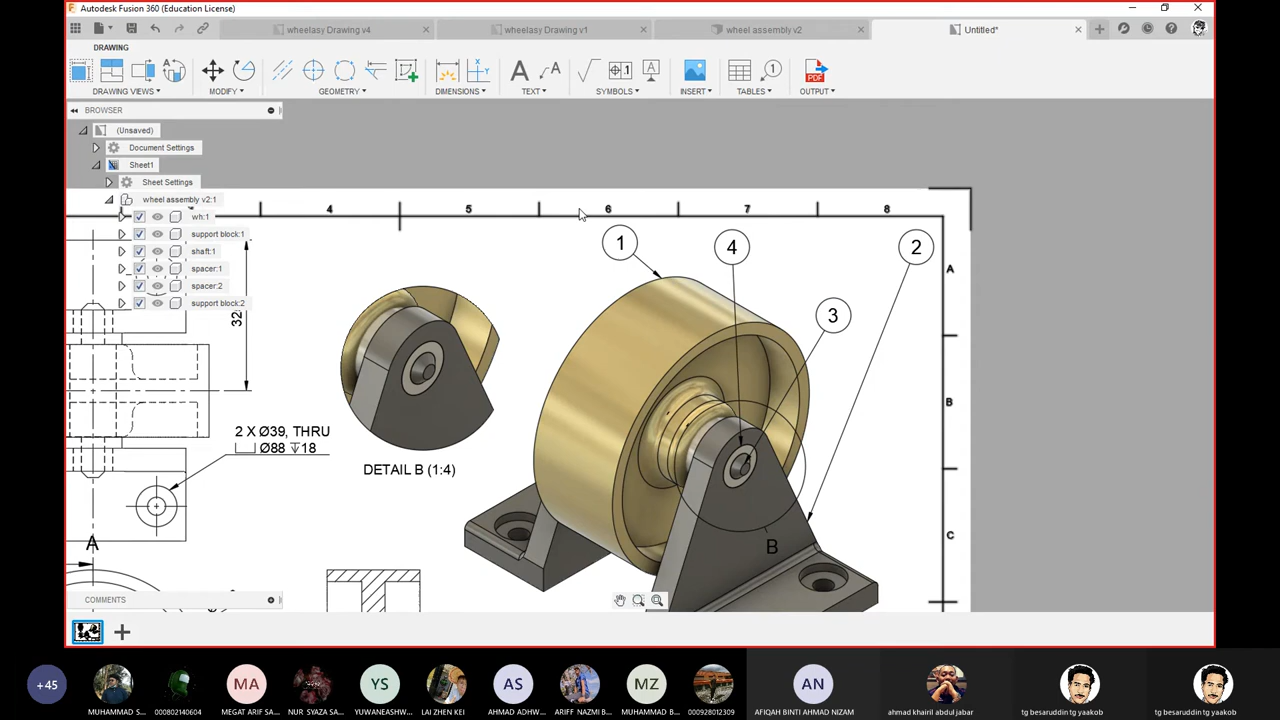 Autodesk Fusion 360 (Education License)
wheelasy Drawing v4
wheelasy Drawing v1
wheel assembly v2
Untitled*
DRAWING
DRAWING VIEWS
MODIFY
GEOMETRY
DIMENSIONS
TEXT
SYMBOLS
INSERT
TABLES
OUTPUT
BROWSER
(Unsaved)
Document Settings
Sheet1
Sheet Settings
wheel assembly v2:1
wh:1
support block:1
shaft:1
spacer:1
spacer:2
support block:2
4
5
6
7
8
1
4
2
A
3
B
32
2 X Ø39, THRU
⌴ Ø88 ↧18
DETAIL B (1:4)
A
B
C
COMMENTS
+45
MUHAMMAD S...
000802140604
MA
MEGAT ARIF SA...
NUR SYAZA SA...
YS
YUWANEASHW...
LAI ZHEN KEI
AS
AHMAD ADHW...
ARIFF NAZMI B...
MZ
MUHAMMAD B...
000928012309
AN
AFIQAH BINTI AHMAD NIZAM
ahmad khairil abdul jabar
tg besaruddin tg yaakob
tg besaruddin tg yaakob